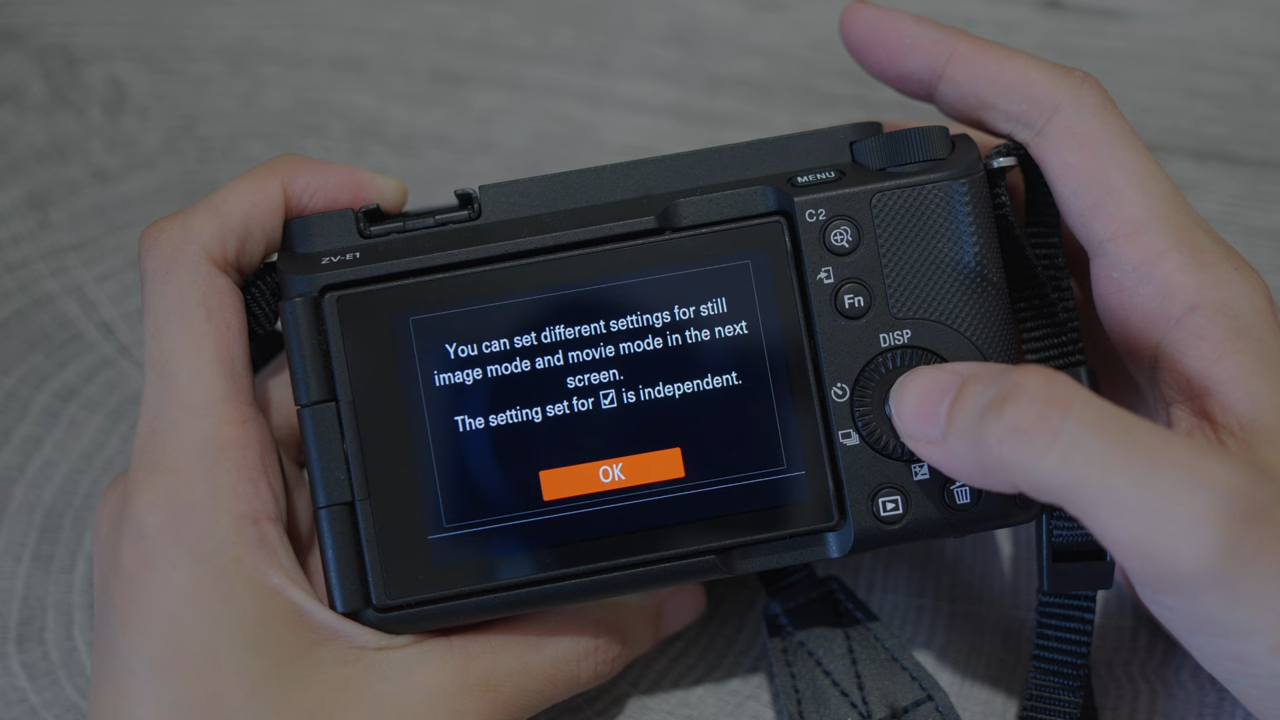 MENU
C2
ZV-E1
Fn
DISP
You can set different settings for still
image mode and movie mode in the next
screen.
The setting set for ☑ is independent.
OK